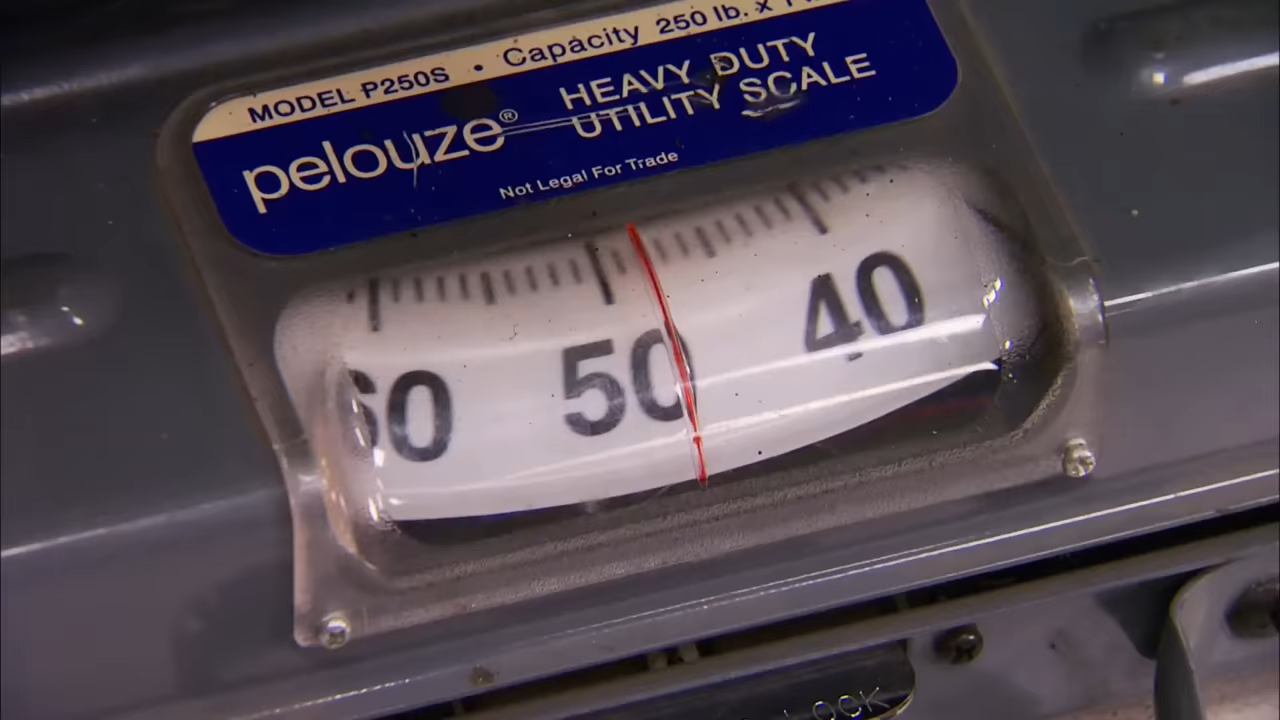 MODEL P250S • Capacity 250 lb. x
pelouze®
HEAVY DUTY
UTILITY SCALE
Not Legal For Trade
60 50 40